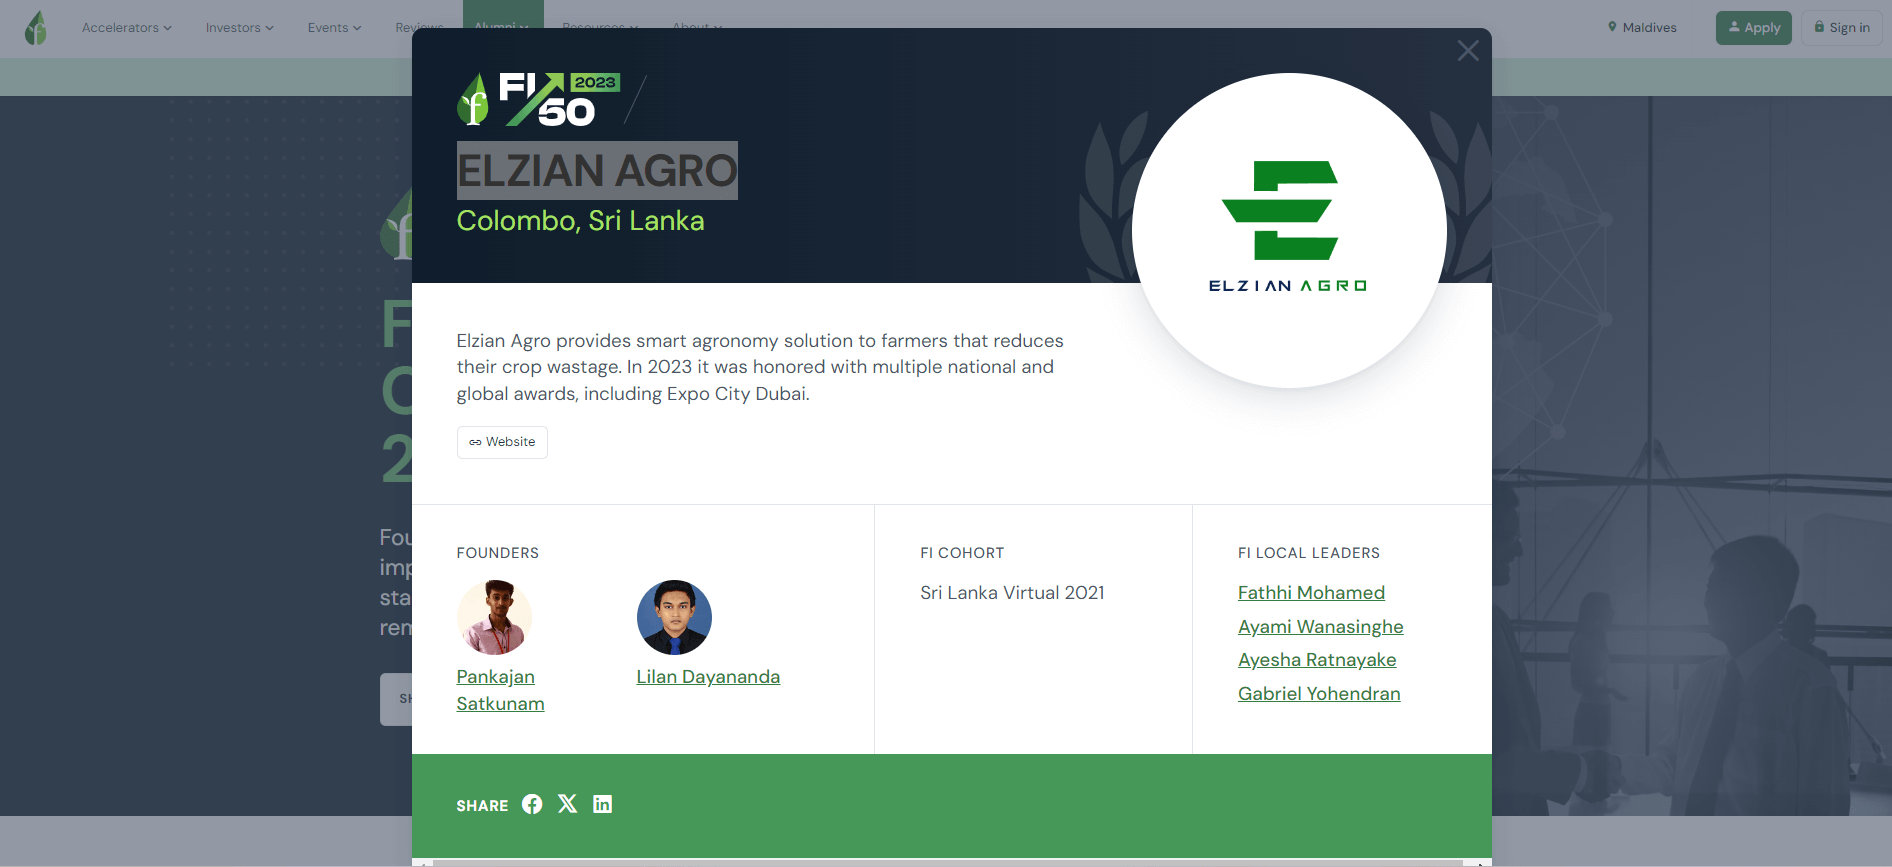 Accelerators
Investors
Events
Reviews
Alumni
Resources
About
Maldives
Apply
Sign in
f
FI 2023
50
ELZIAN AGRO
Colombo, Sri Lanka
ELZIAN AGRO
Elzian Agro provides smart agronomy solution to farmers that reduces
their crop wastage. In 2023 it was honored with multiple national and
global awards, including Expo City Dubai.
Website
FOUNDERS
Pankajan
Satkunam
Lilan Dayananda
FI COHORT
Sri Lanka Virtual 2021
FI LOCAL LEADERS
Fathhi Mohamed
Ayami Wanasinghe
Ayesha Ratnayake
Gabriel Yohendran
SHARE